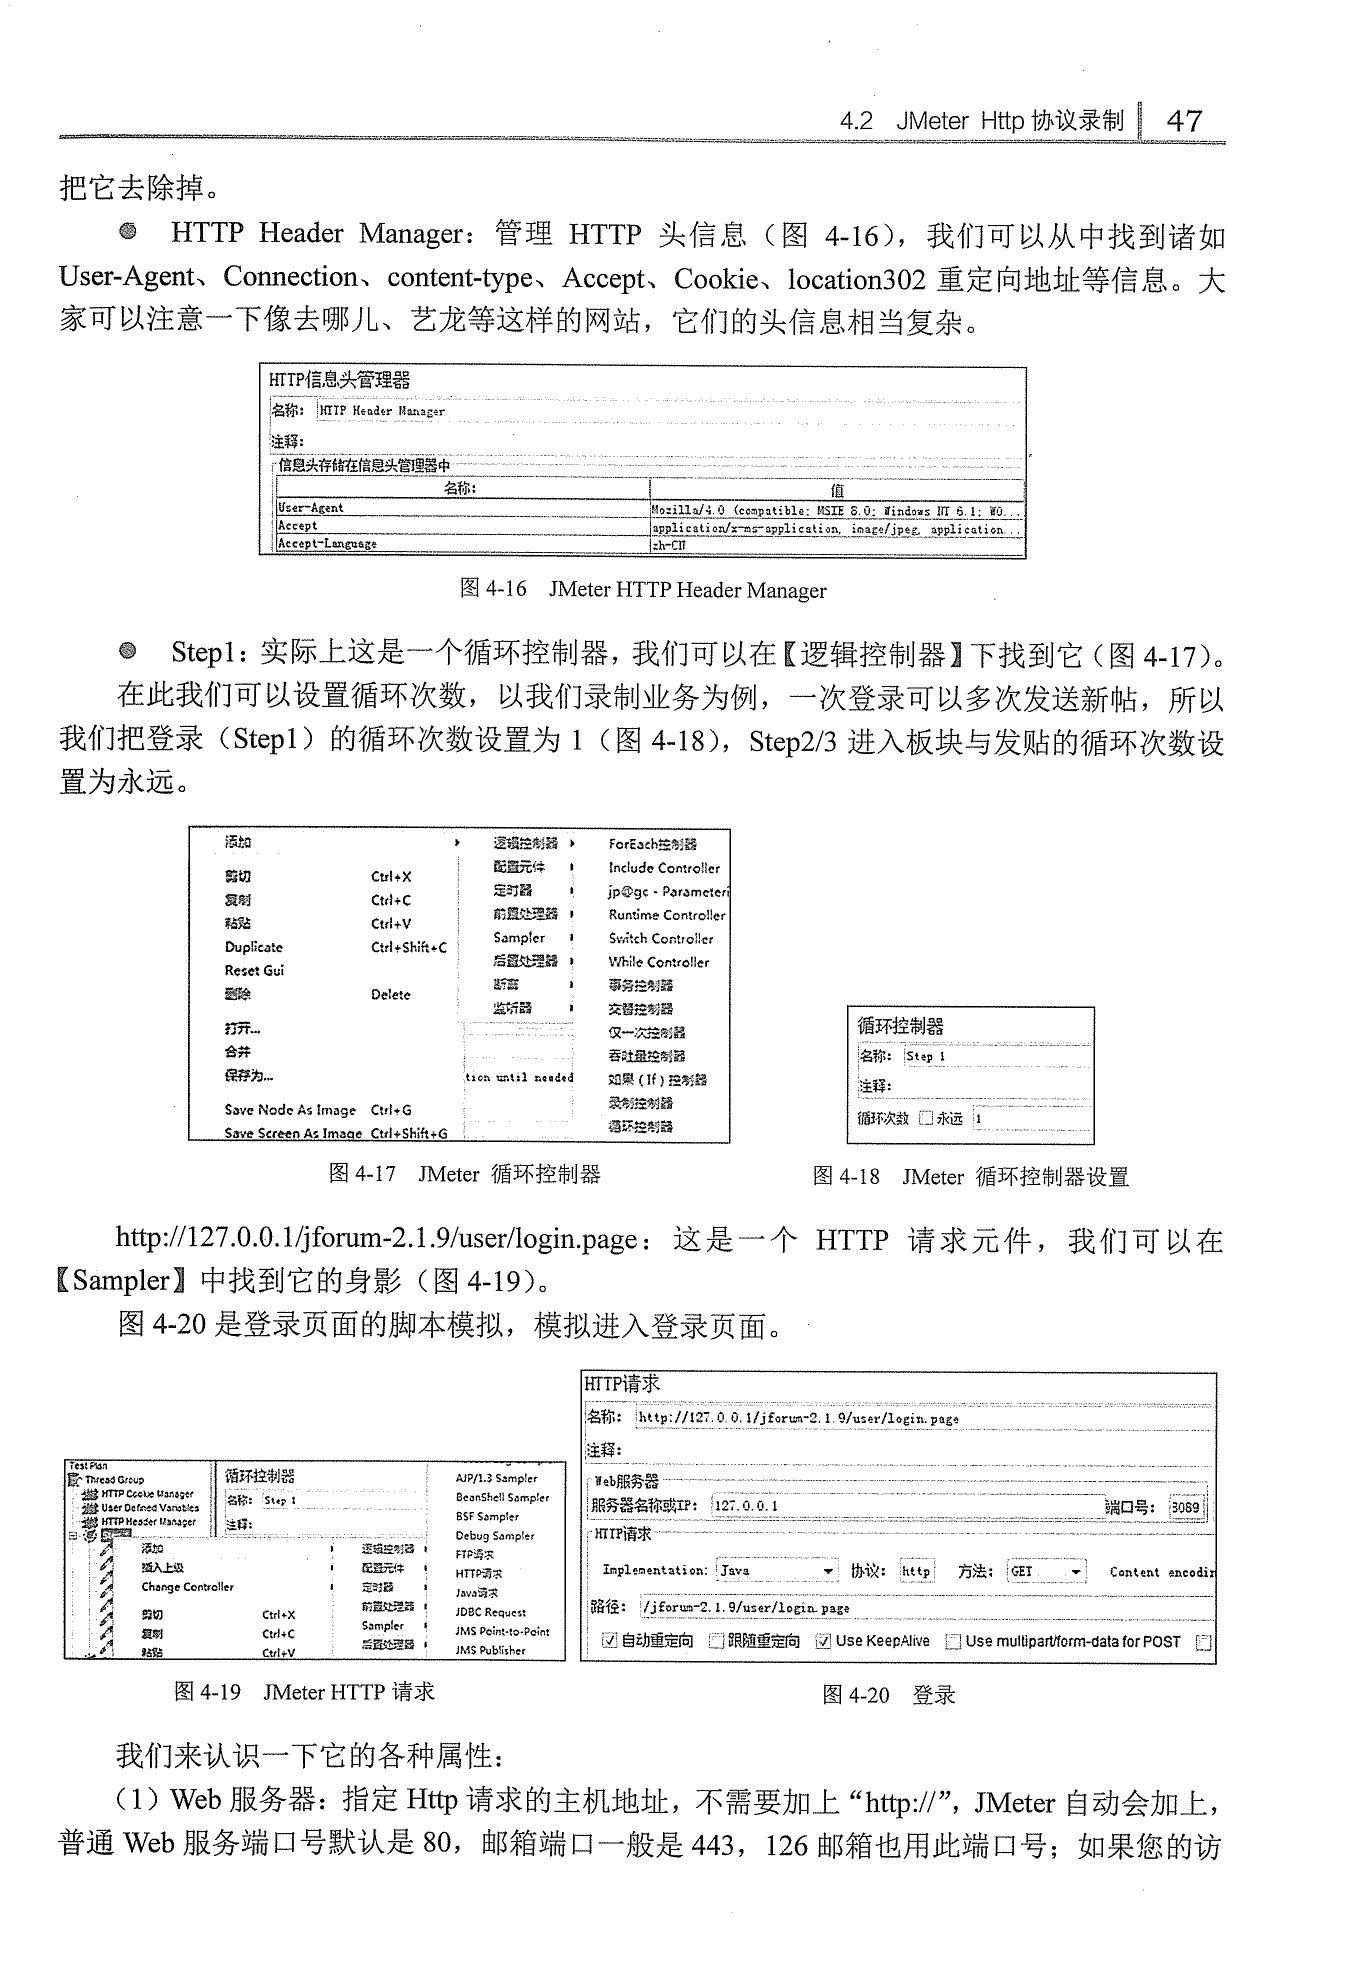 4.2 JMeter Http 协议录制 47
把它去除掉。
● HTTP Header Manager：管理 HTTP 头信息（图 4-16），我们可以从中找到诸如
User-Agent、Connection、content-type、Accept、Cookie、location302 重定向地址等信息。大
家可以注意一下像去哪儿、艺龙等这样的网站，它们的头信息相当复杂。
HTTP信息头管理器
名称： HTTP Header Manager
注释：
信息头存储在信息头管理器中
名称： 值
User-Agent Mozilla/4.0 (compatible; MSIE 8.0; Windows NT 6.1; WO...
Accept application/x-ms-application, image/jpeg, application...
Accept-Language zh-CN
图 4-16 JMeter HTTP Header Manager
● Step1：实际上这是一个循环控制器，我们可以在【逻辑控制器】下找到它（图 4-17）。
在此我们可以设置循环次数，以我们录制业务为例，一次登录可以多次发送新帖，所以
我们把登录（Step1）的循环次数设置为 1（图 4-18），Step2/3 进入板块与发贴的循环次数设
置为永远。
添加 逻辑控制器 ForEach控制器
配置元件 Include Controller
剪切 Ctrl+X
定时器 jp@gc - Parameteri
复制 Ctrl+C
前置处理器 Runtime Controller
粘贴 Ctrl+V
Sampler Switch Controller
Duplicate Ctrl+Shift+C
后置处理器 While Controller
Reset Gui
断言 事务控制器
删除 Delete
监听器 交替控制器
打开... 仅一次控制器
合并 吞吐量控制器
保存为... tion until needed 如果 (If) 控制器
录制控制器
Save Node As Image Ctrl+G
循环控制器
Save Screen As Image Ctrl+Shift+G
循环控制器
名称： Step 1
注释：
循环次数 永远 1
图 4-17 JMeter 循环控制器
图 4-18 JMeter 循环控制器设置
http://127.0.0.1/jforum-2.1.9/user/login.page：这是一个 HTTP 请求元件，我们可以在
【Sampler】中找到它的身影（图 4-19）。
图 4-20 是登录页面的脚本模拟，模拟进入登录页面。
Test Plan
Thread Group
HTTP Cookie Manager
User Defined Variables
HTTP Header Manager
循环控制器
名称： Step 1
注释：
添加
插入上级
Change Controller
剪切 Ctrl+X
复制 Ctrl+C
粘贴 Ctrl+V
逻辑控制器
配置元件
定时器
前置处理器
Sampler
后置处理器
AJP/1.3 Sampler
BeanShell Sampler
BSF Sampler
Debug Sampler
FTP请求
HTTP请求
Java请求
JDBC Request
JMS Point-to-Point
JMS Publisher
HTTP请求
名称： http://127.0.0.1/jforum-2.1.9/user/login.page
注释：
Web服务器
服务器名称或IP： 127.0.0.1 端口号： 8089
HTTP请求
Implementation: Java 协议： http 方法： GET Content encodin
路径： /jforum-2.1.9/user/login.page
自动重定向 跟随重定向 Use KeepAlive Use multipart/form-data for POST
图 4-19 JMeter HTTP 请求
图 4-20 登录
我们来认识一下它的各种属性：
（1）Web 服务器：指定 Http 请求的主机地址，不需要加上 “http://”，JMeter 自动会加上，
普通 Web 服务端口号默认是 80，邮箱端口一般是 443，126 邮箱也用此端口号；如果您的访